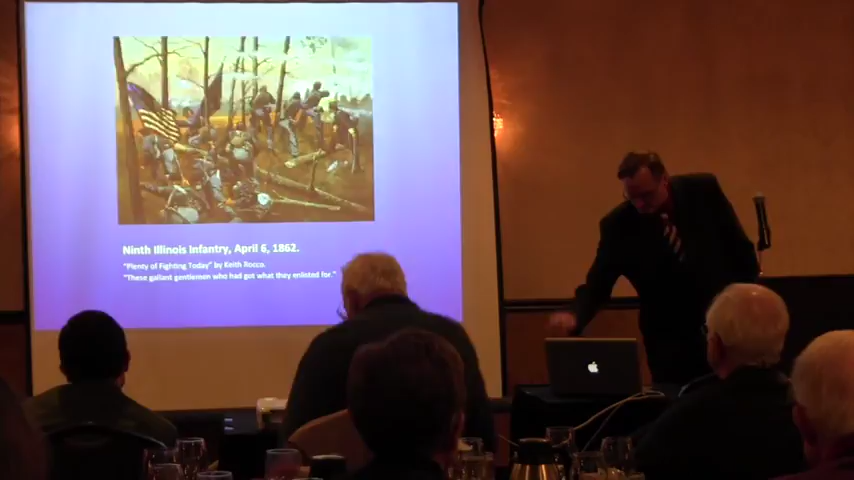 Ninth Illinois Infantry, April 6, 1862.
"Plenty of Fighting Today" by Keith Rocco.
"These gallant gentlemen who had got what they enlisted for."